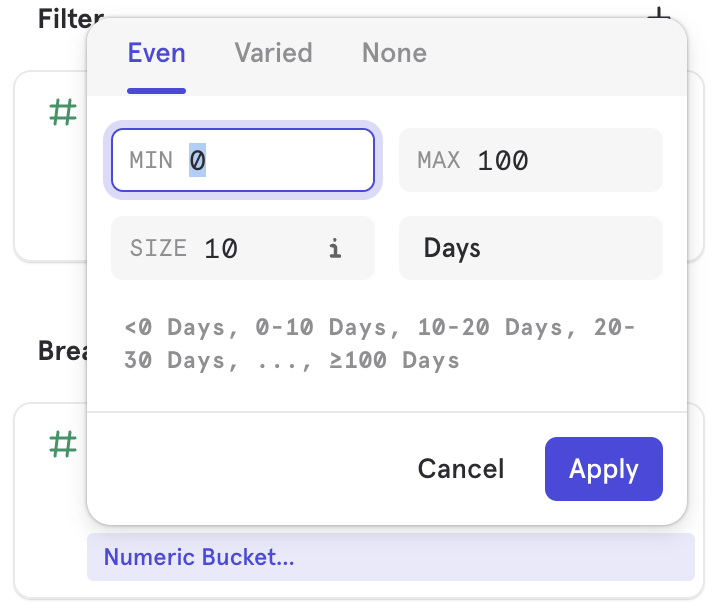 Filter
Even Varied None
MIN 0 MAX 100
SIZE 10 i Days
<0 Days, 0-10 Days, 10-20 Days, 20-
30 Days, ..., ≥100 Days
Brea
Cancel Apply
Numeric Bucket...